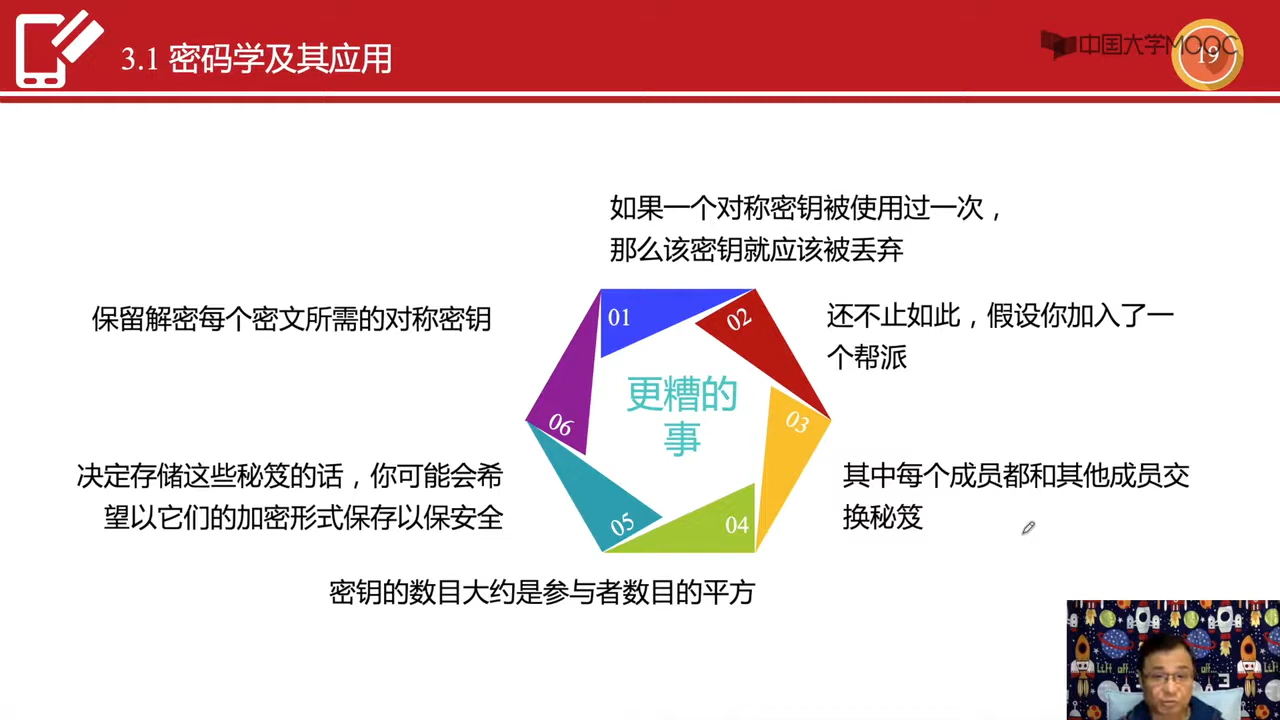 3.1 密码学及其应用
中国大学MOOC
19
如果一个对称密钥被使用过一次，
那么该密钥就应该被丢弃
01
02
还不止如此，假设你加入了一
个帮派
03
其中每个成员都和其他成员交
换秘笈
04
密钥的数目大约是参与者数目的平方
05
决定存储这些秘笈的话，你可能会希
望以它们的加密形式保存以保安全
06
保留解密每个密文所需的对称密钥
更糟的
事